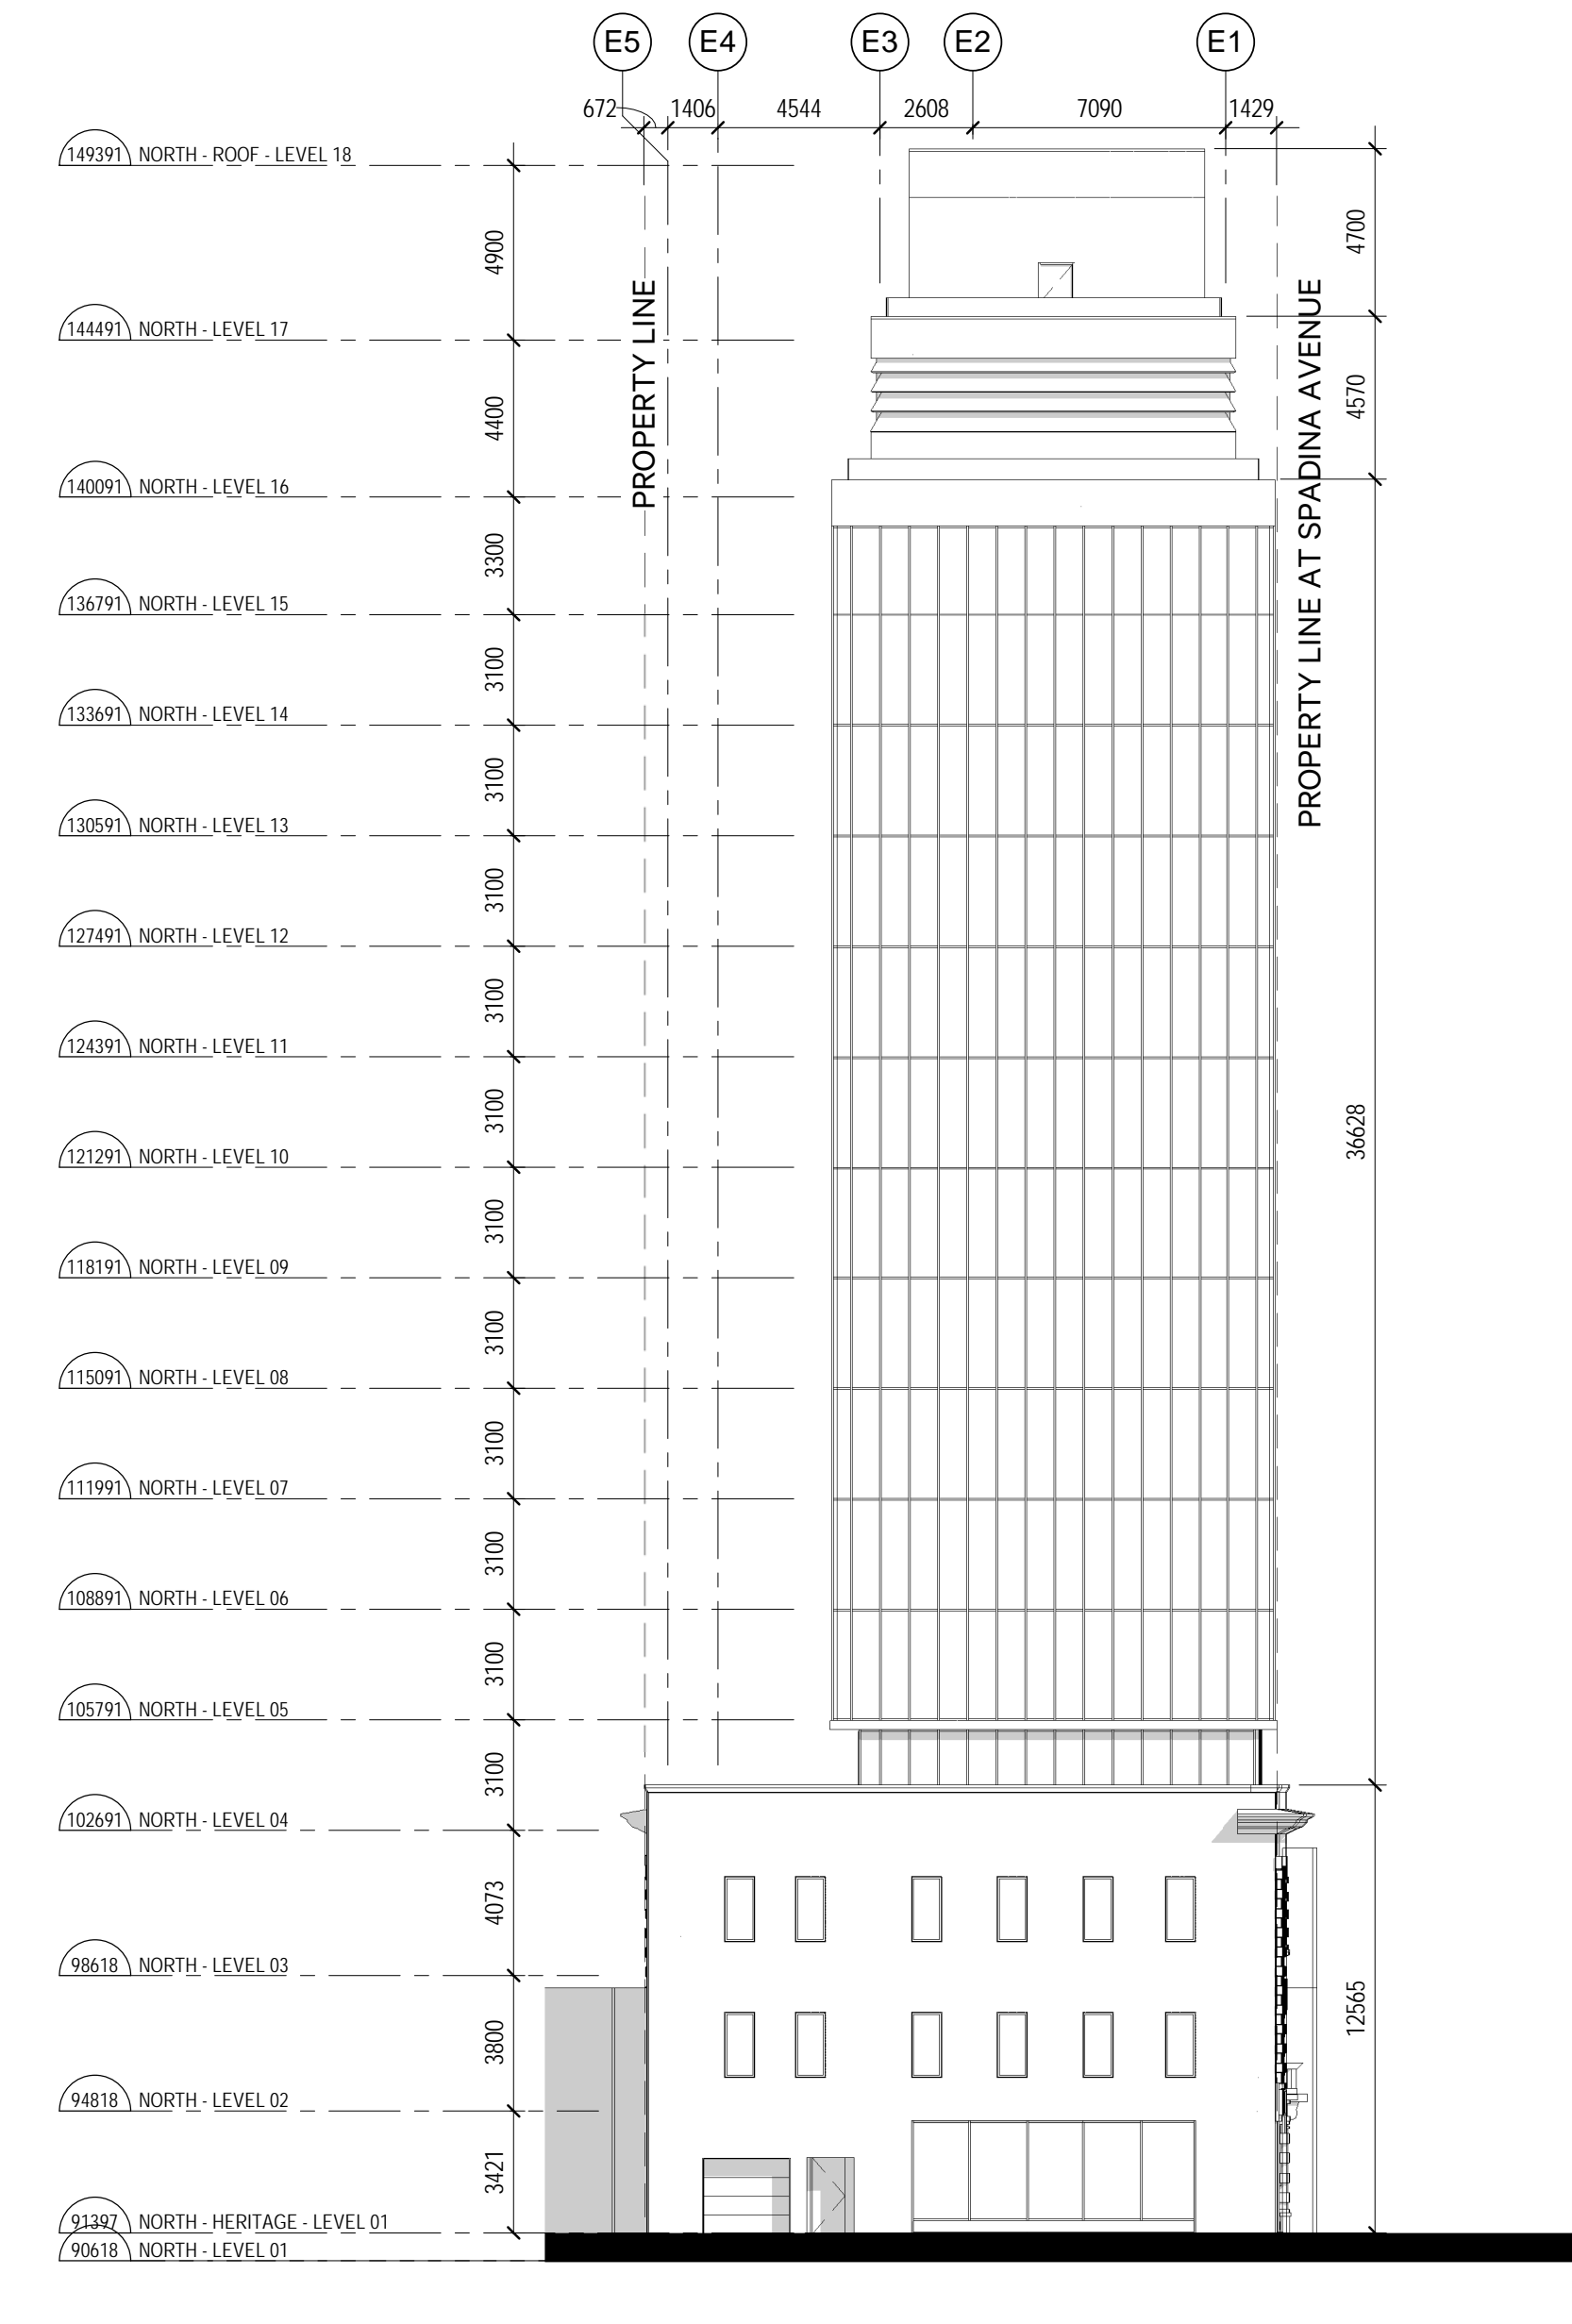 E5 E4 E3 E2 E1
672 1406 4544 2608 7090 1429
149391 NORTH - ROOF - LEVEL 18
4900
4700
PROPERTY LINE
PROPERTY LINE AT SPADINA AVENUE
144491 NORTH - LEVEL 17
4400
4570
140091 NORTH - LEVEL 16
3300
136791 NORTH - LEVEL 15
3100
133691 NORTH - LEVEL 14
3100
130591 NORTH - LEVEL 13
3100
127491 NORTH - LEVEL 12
3100
124391 NORTH - LEVEL 11
3100
36628
121291 NORTH - LEVEL 10
3100
118191 NORTH - LEVEL 09
3100
115091 NORTH - LEVEL 08
3100
111991 NORTH - LEVEL 07
3100
108891 NORTH - LEVEL 06
3100
105791 NORTH - LEVEL 05
3100
102691 NORTH - LEVEL 04
4073
98618 NORTH - LEVEL 03
3800
12565
94818 NORTH - LEVEL 02
3421
91397 NORTH - HERITAGE - LEVEL 01
90618 NORTH - LEVEL 01